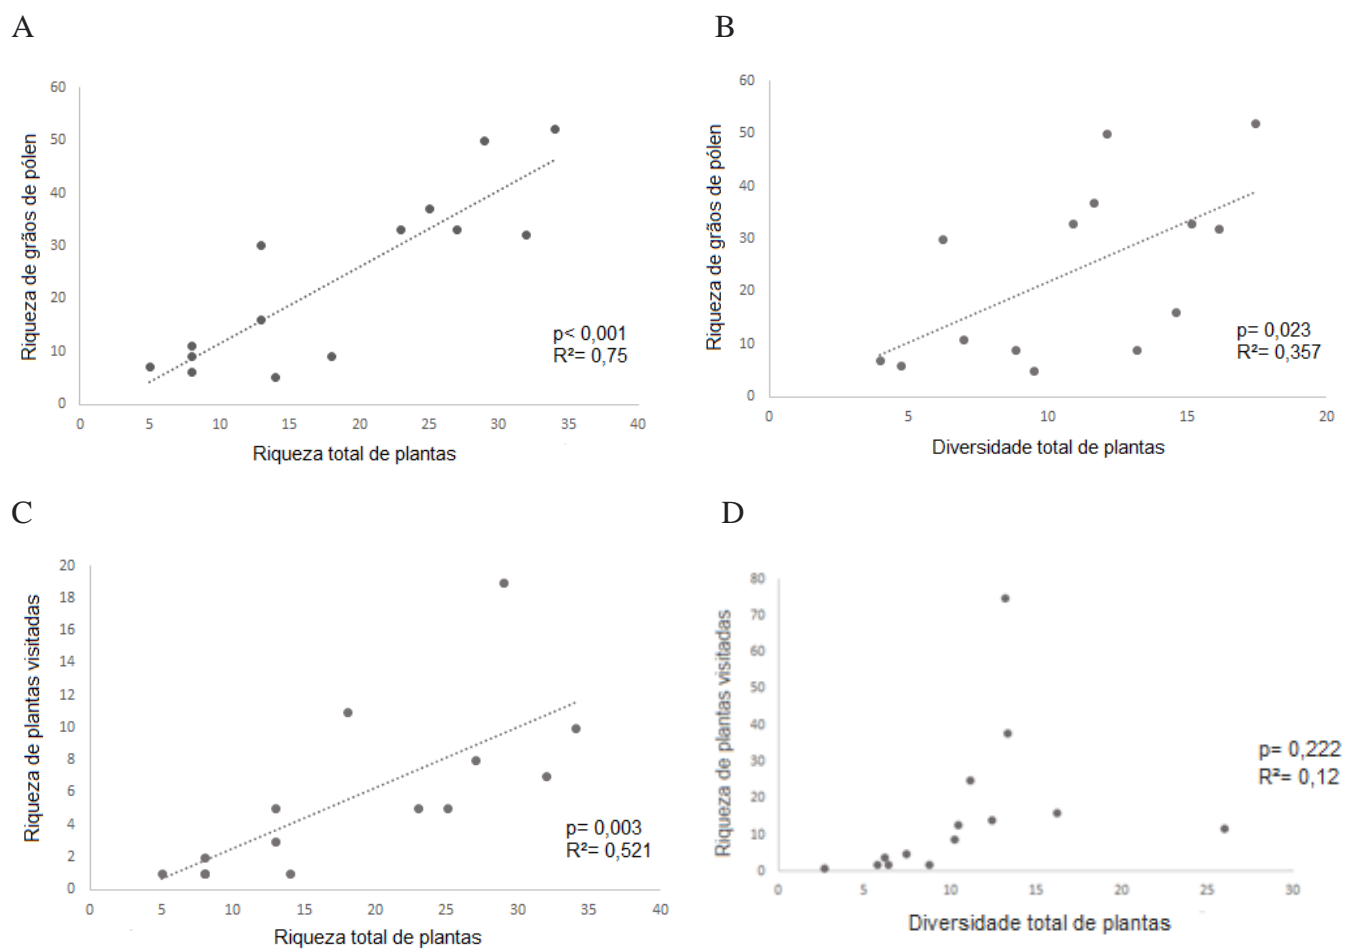 A
Riqueza de grãos de pólen
60
50
40
30
20
10
0
0 5 10 15 20 25 30 35 40
p< 0,001
R²= 0,75
Riqueza total de plantas
B
Riqueza de grãos de pólen
60
50
40
30
20
10
0
0 5 10 15 20
p= 0,023
R²= 0,357
Diversidade total de plantas
C
Riqueza de plantas visitadas
20
18
16
14
12
10
8
6
4
2
0
0 5 10 15 20 25 30 35 40
p= 0,003
R²= 0,521
Riqueza total de plantas
D
Riqueza de plantas visitadas
80
70
60
50
40
30
20
10
0
0 5 10 15 20 25 30
p= 0,222
R²= 0,12
Diversidade total de plantas